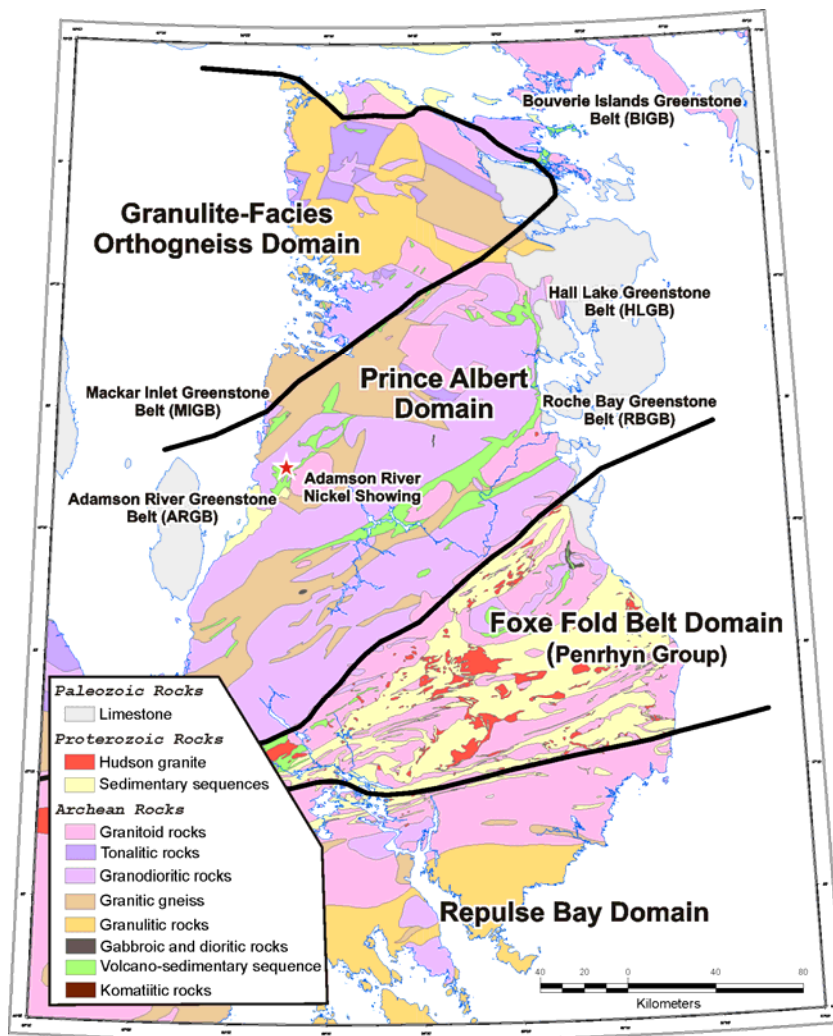 Bouverie Islands Greenstone
Belt (BIGB)
Granulite-Facies
Orthogneiss Domain
Hall Lake Greenstone
Belt (HLGB)
Prince Albert
Domain
Mackar Inlet Greenstone
Belt (MIGB)
Roche Bay Greenstone
Belt (RBGB)
Adamson River
Nickel Showing
Adamson River Greenstone
Belt (ARGB)
Foxe Fold Belt Domain
(Penrhyn Group)
Repulse Bay Domain
Paleozoic Rocks
Limestone
Proterozoic Rocks
Hudson granite
Sedimentary sequences
Archean Rocks
Granitoid rocks
Tonalitic rocks
Granodioritic rocks
Granitic gneiss
Granulitic rocks
Gabbroic and dioritic rocks
Volcano-sedimentary sequence
Komatiitic rocks
40 20 0 40 80
Kilometers